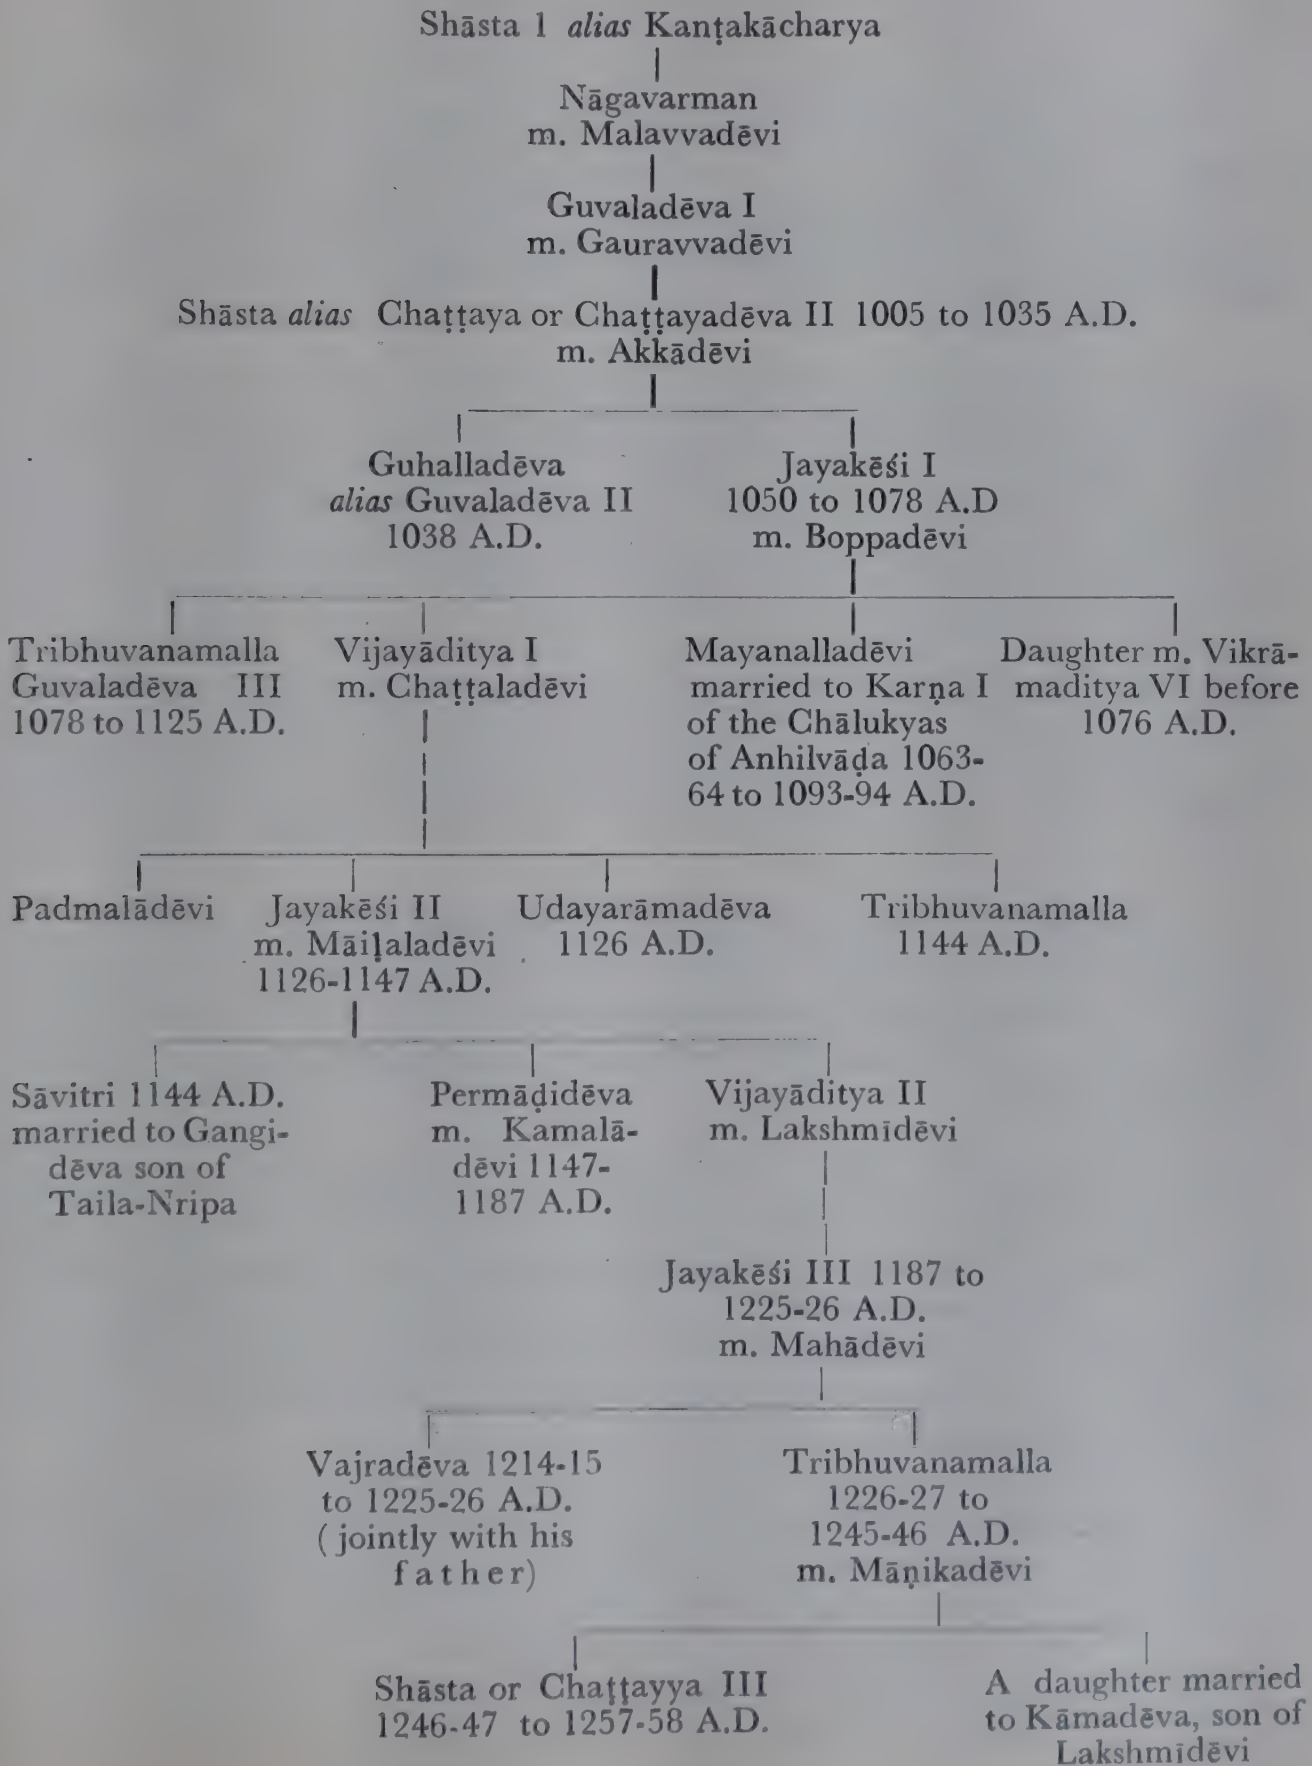 Shāsta 1 alias Kanṭakācharya
Nāgavarman
m. Malavvadēvi
Guvaladēva I
m. Gauravvadēvi
Shāsta alias Chaṭṭaya or Chaṭṭayadēva II 1005 to 1035 A.D.
m. Akkādēvi
Guhalladēva
alias Guvaladēva II
1038 A.D.
Jayakēśi I
1050 to 1078 A.D
m. Boppadēvi
Tribhuvanamalla
Guvaladēva III
1078 to 1125 A.D.
Vijayāditya I
m. Chaṭṭaladēvi
Mayanalladēvi
married to Karṇa I
of the Chālukyas
of Anhilvāḍa 1063-
64 to 1093-94 A.D.
Daughter m. Vikrā-
maditya VI before
1076 A.D.
Padmalādēvi
Jayakēśi II
m. Māiḷaladēvi
1126-1147 A.D.
Udayarāmadēva
1126 A.D.
Tribhuvanamalla
1144 A.D.
Sāvitri 1144 A.D.
married to Gangi-
dēva son of
Taila-Nripa
Permāḍidēva
m. Kamalā-
dēvi 1147-
1187 A.D.
Vijayāditya II
m. Lakshmīdēvi
Jayakēśi III 1187 to
1225-26 A.D.
m. Mahādēvi
Vajradēva 1214-15
to 1225-26 A.D.
( jointly with his
father)
Tribhuvanamalla
1226-27 to
1245-46 A.D.
m. Māṇikadēvi
Shāsta or Chaṭṭayya III
1246-47 to 1257-58 A.D.
A daughter married
to Kāmadēva, son of
Lakshmīdēvi